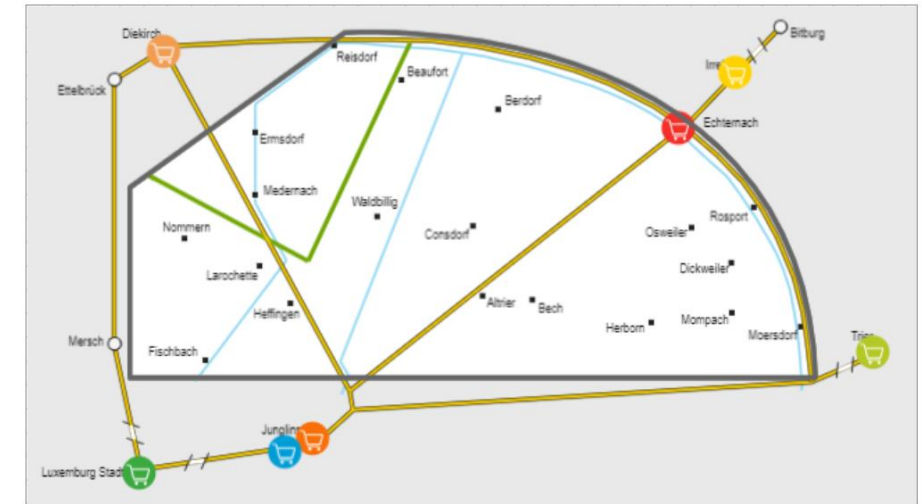 Diekirch
Bitburg
Reisdorf
Beaufort
Ettelbrück
Berdorf
Echternach
Ermsdorf
Medernach
Waldbillig
Rosport
Nommern
Consdorf
Osweiler
Larochette
Dickweiler
Heffingen
Altrier
Bech
Herborn
Mompach
Moersdorf
Mersch
Fischbach
Luxemburg Stadt